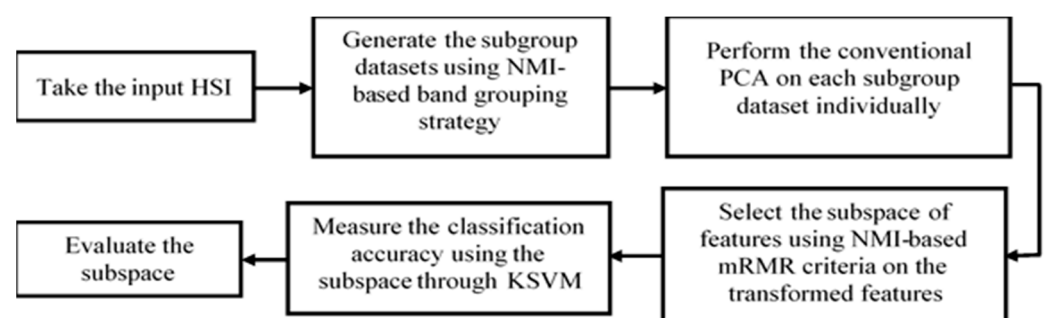 Take the input HSI
Generate the subgroup
datasets using NMI-
based band grouping
strategy
Perform the conventional
PCA on each subgroup
dataset individually
Select the subspace of
features using NMI-based
mRMR criteria on the
transformed features
Measure the classification
accuracy using the
subspace through KSVM
Evaluate the
subspace